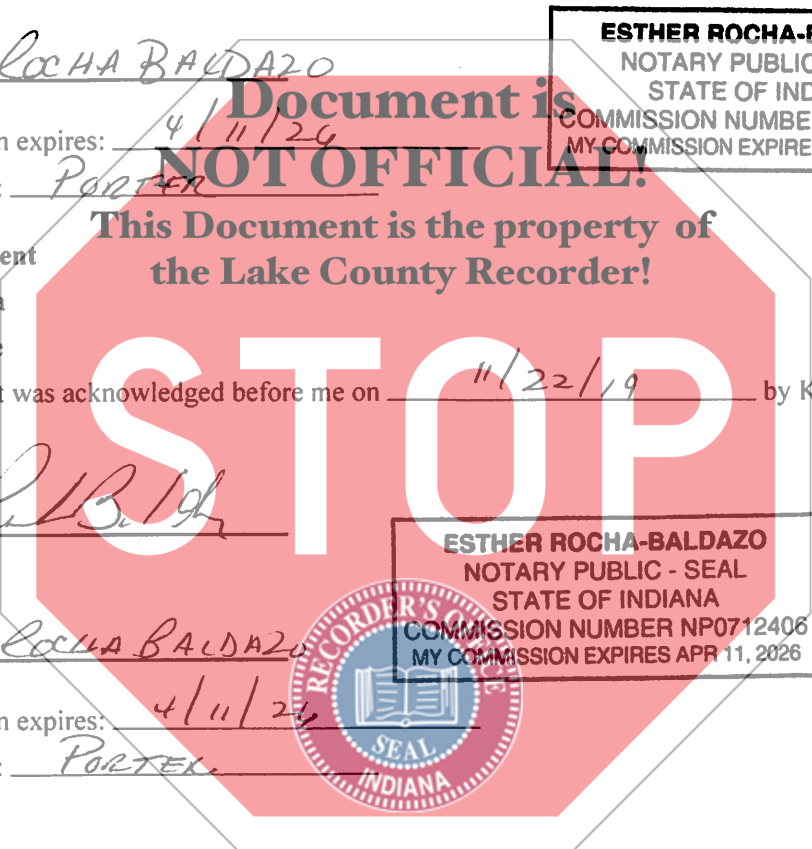 ROCHA BALDAZO
ESTHER ROCHA-
NOTARY PUBLIC
STATE OF IND
COMMISSION NUMBE
MY COMMISSION EXPIRE
n expires: 4/11/26
PORTER
Document is
NOT OFFICIAL!
This Document is the property of
the Lake County Recorder!
ent
a
e
t was acknowledged before me on 11/22/19 by K
STOP
ESTHER ROCHA-BALDAZO
NOTARY PUBLIC - SEAL
STATE OF INDIANA
COMMISSION NUMBER NP0712406
MY COMMISSION EXPIRES APR 11, 2026
ROCHA BALDAZO
n expires: 4/11/26
PORTER
RECORDER'S OFFICE
SEAL
INDIANA